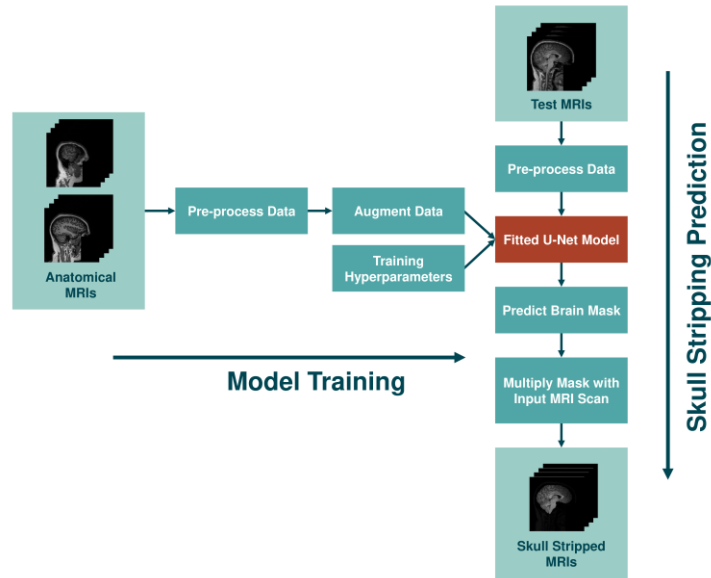 Test MRIs
Pre-process Data
Anatomical
MRIs
Pre-process Data
Augment Data
Training
Hyperparameters
Fitted U-Net Model
Predict Brain Mask
Multiply Mask with
Input MRI Scan
Skull Stripped
MRIs
Model Training
Skull Stripping Prediction